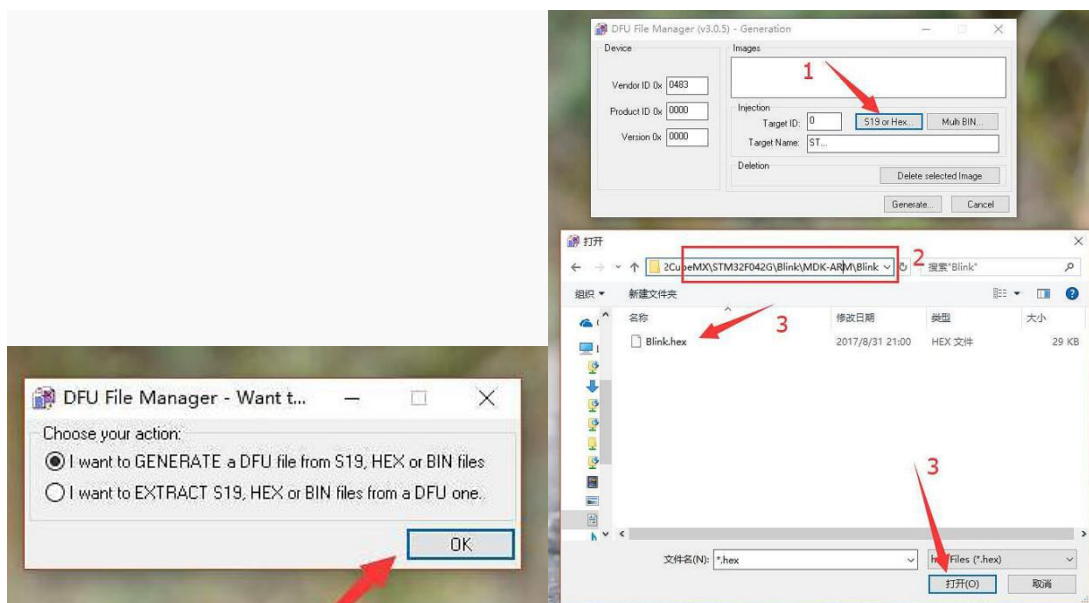 DFU File Manager - Want t...
Choose your action:
I want to GENERATE a DFU file from S19, HEX or BIN files
I want to EXTRACT S19, HEX or BIN files from a DFU one.
OK
DFU File Manager (v3.0.5) - Generation
Device
Vendor ID 0x 0483
Product ID 0x 0000
Version 0x 0000
Images
1
Injection
Target ID: 0
S19 or Hex...
Multi BIN...
Target Name: ST...
Deletion
Delete selected Image
Generate...
Cancel
打开
2CubeMX\STM32F042G\Blink\MDK-ARM\Blink
2
搜索"Blink"
组织
新建文件夹
名称
修改日期
类型
大小
3
Blink.hex
2017/8/31 21:00
HEX 文件
29 KB
3
文件名(N): *.hex
Files (*.hex)
打开(O)
取消